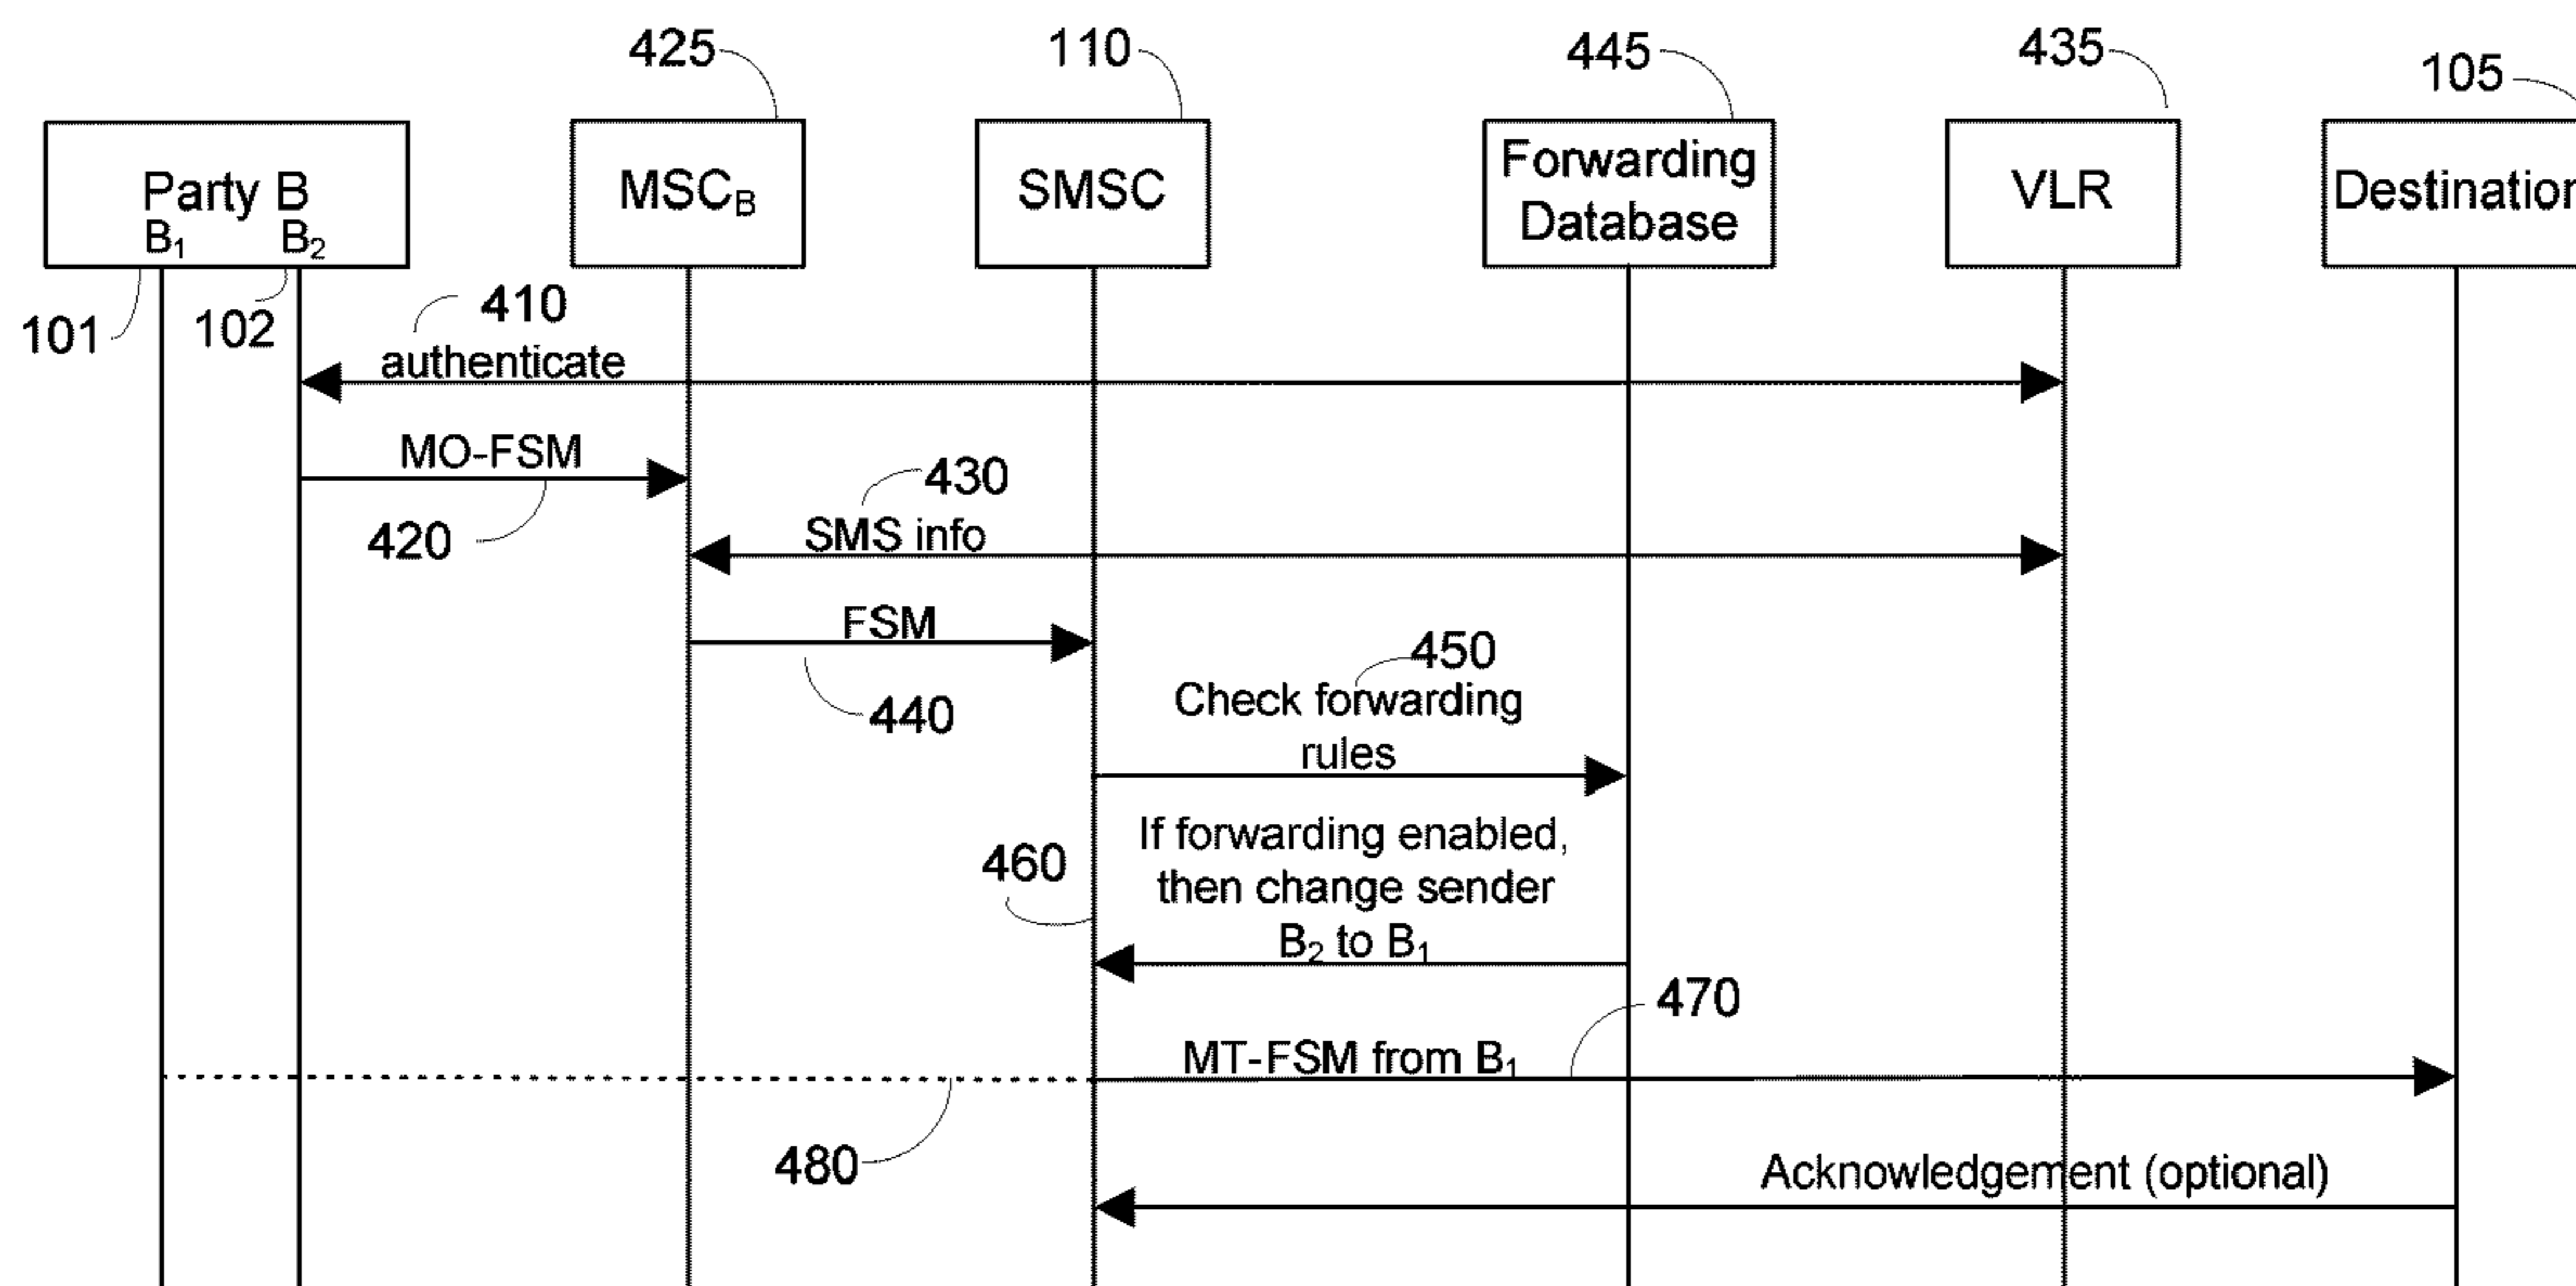 425
110
445
435
105
Party B
B₁ B₂
MSC_B
SMSC
Forwarding
Database
VLR
Destination
101
102
410
authenticate
MO-FSM
420
430
SMS info
FSM
440
450
Check forwarding
rules
460
If forwarding enabled,
then change sender
B₂ to B₁
470
MT-FSM from B₁
480
Acknowledgement (optional)